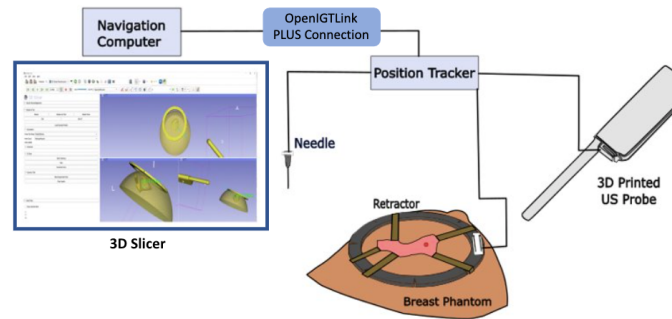 Navigation
Computer
OpenIGTLink
PLUS Connection
Position Tracker
Needle
3D Printed
US Probe
Retractor
Breast Phantom
3D Slicer